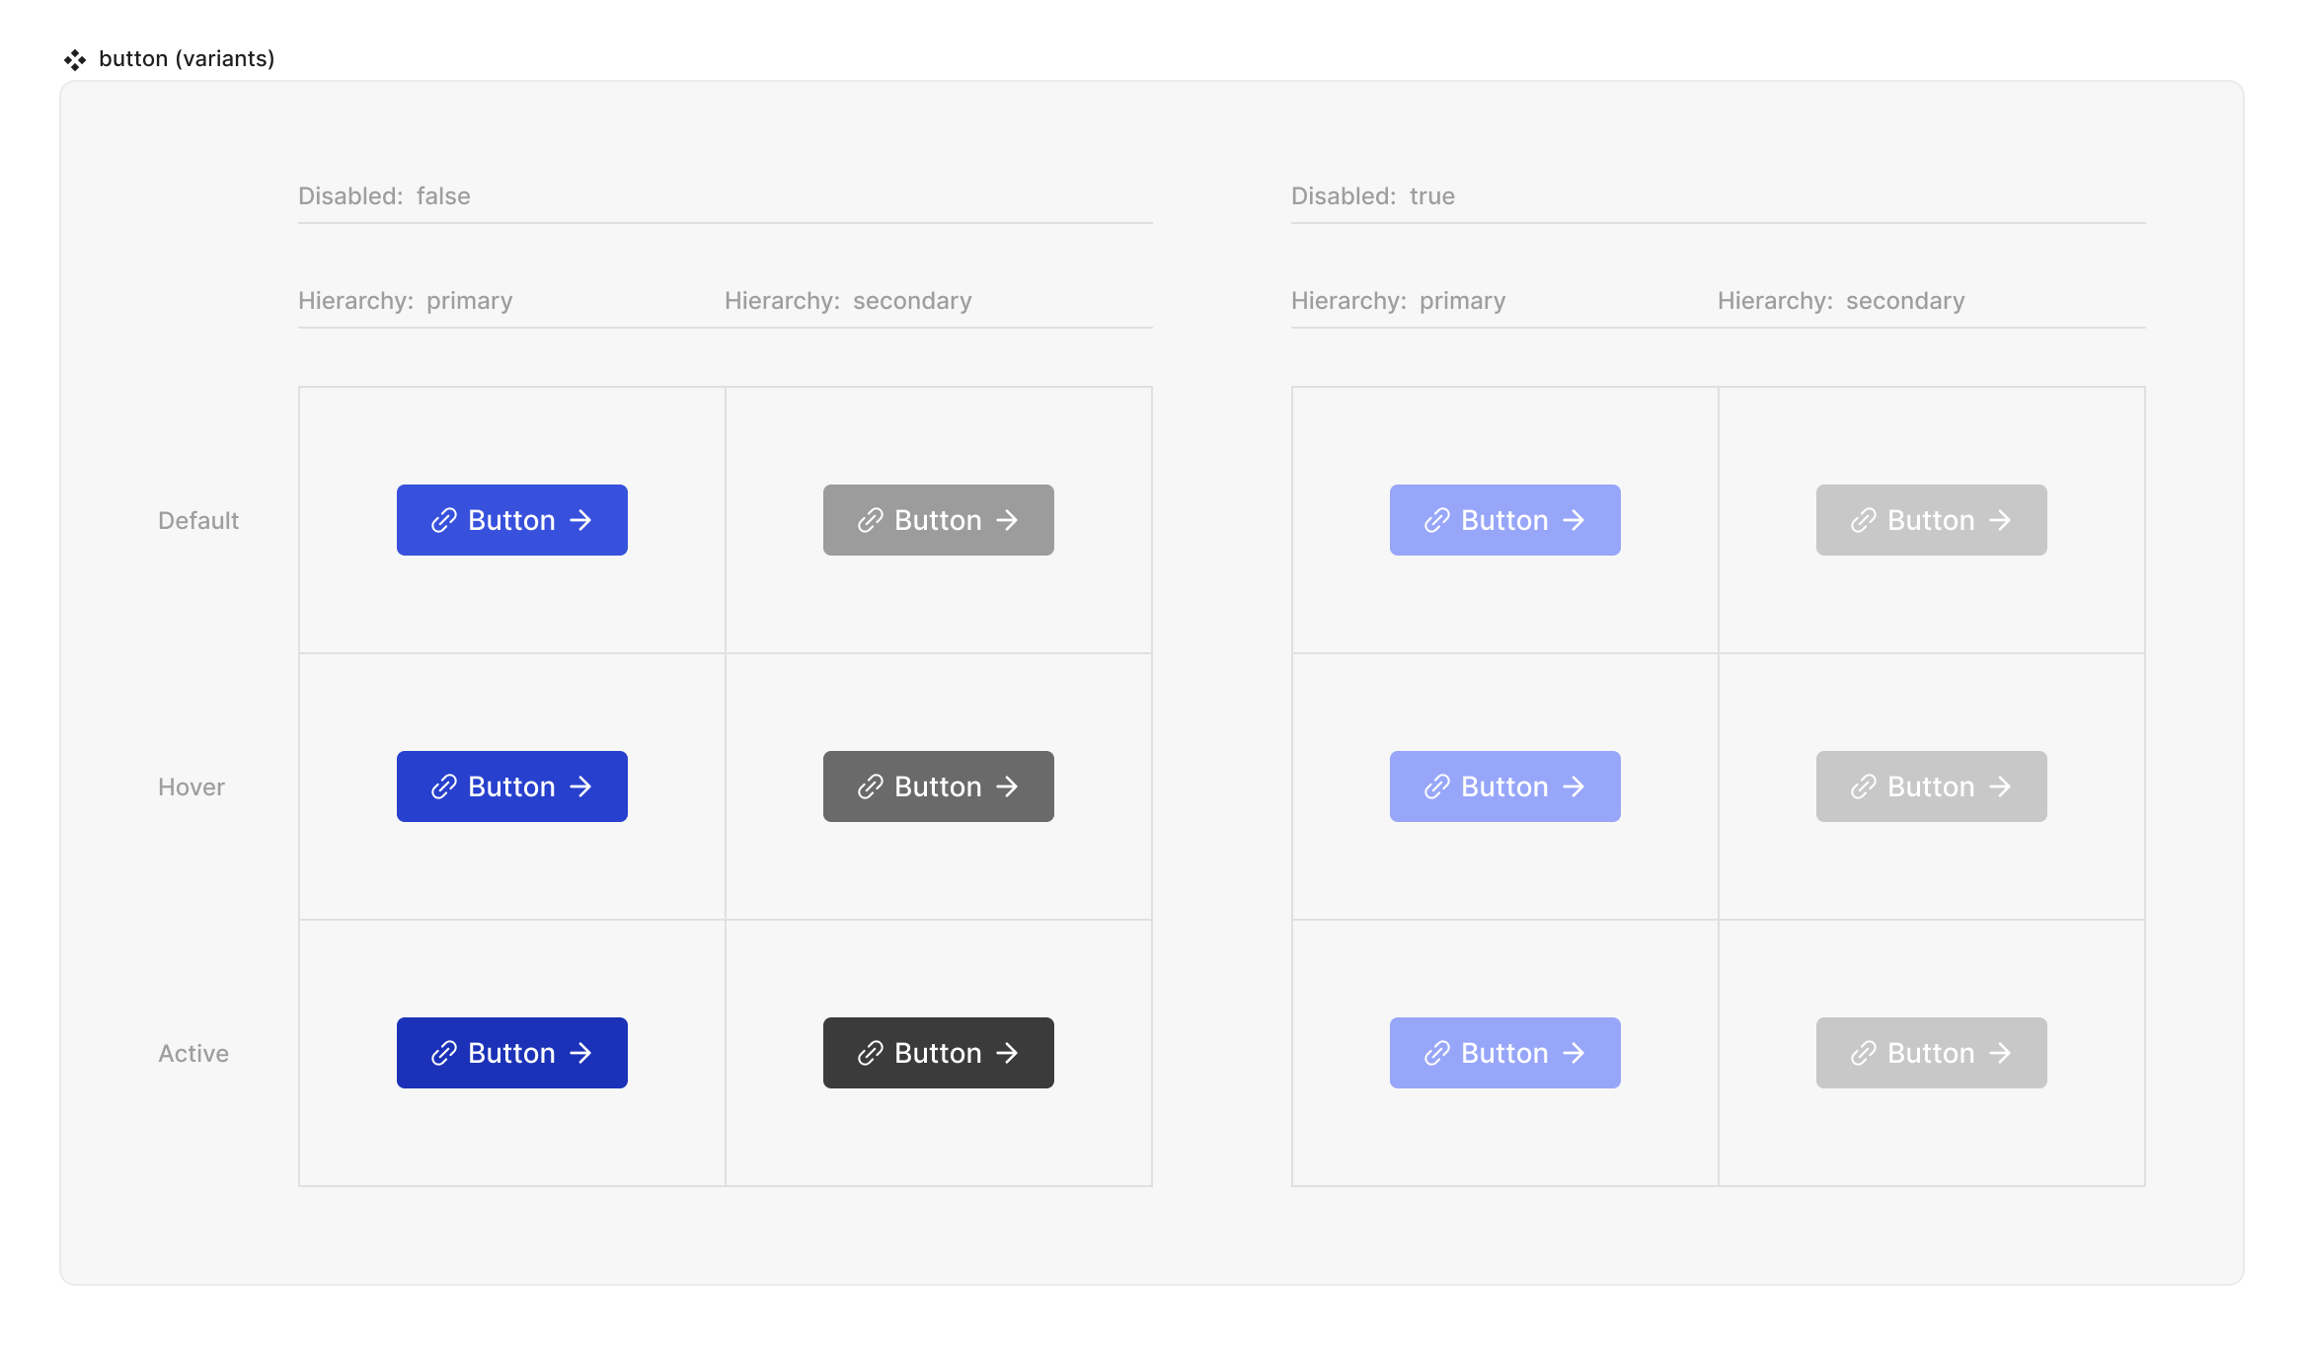 button (variants)
Disabled: false Disabled: true
Hierarchy: primary Hierarchy: secondary Hierarchy: primary Hierarchy: secondary
Default Button Button Button Button
Hover Button Button Button Button
Active Button Button Button Button